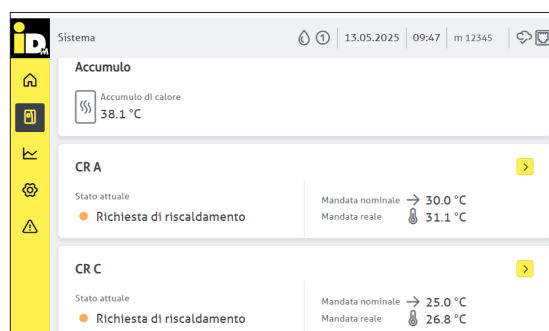 iDM
Sistema
1 13.05.2025 09:47 m 12345
Accumulo
Accumulo di calore
38.1 °C
CR A
Stato attuale
Richiesta di riscaldamento
Mandata nominale → 30.0 °C
Mandata reale 31.1 °C
CR C
Stato attuale
Richiesta di riscaldamento
Mandata nominale → 25.0 °C
Mandata reale 26.8 °C